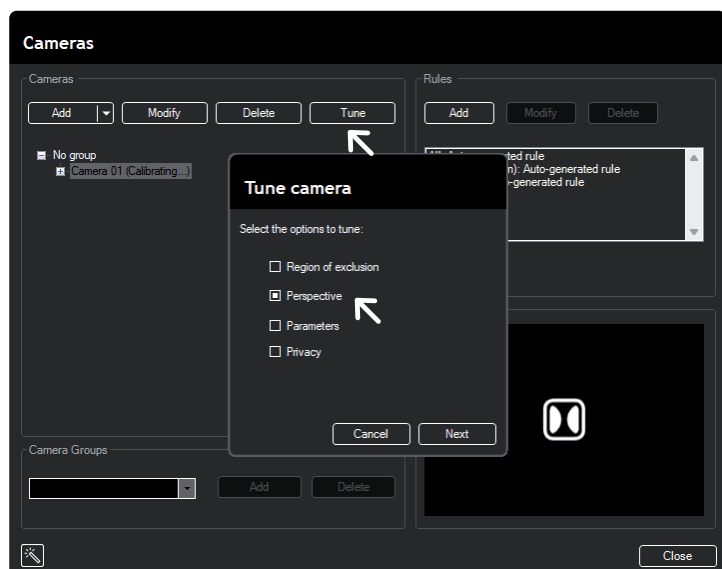 Cameras
Cameras
Add
Modify
Delete
Tune
No group
Camera 01 (Calibrating...)
Rules
Add
Modify
Delete
rule
Auto-generated rule
rule
Tune camera
Select the options to tune:
Region of exclusion
Perspective
Parameters
Privacy
Cancel
Next
Camera Groups
Add
Delete
Close